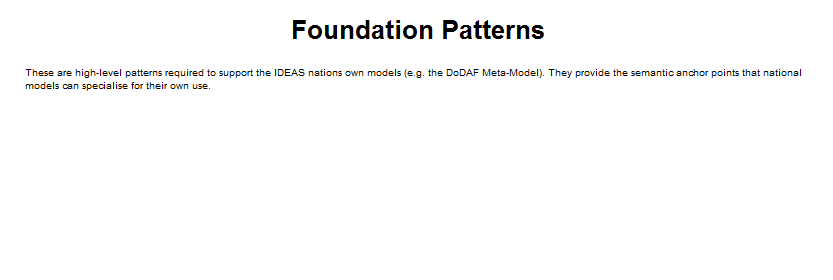 Foundation Patterns
These are high-level patterns required to support the IDEAS nations own models (e.g. the DoDAF Meta-Model). They provide the semantic anchor points that national
models can specialise for their own use.